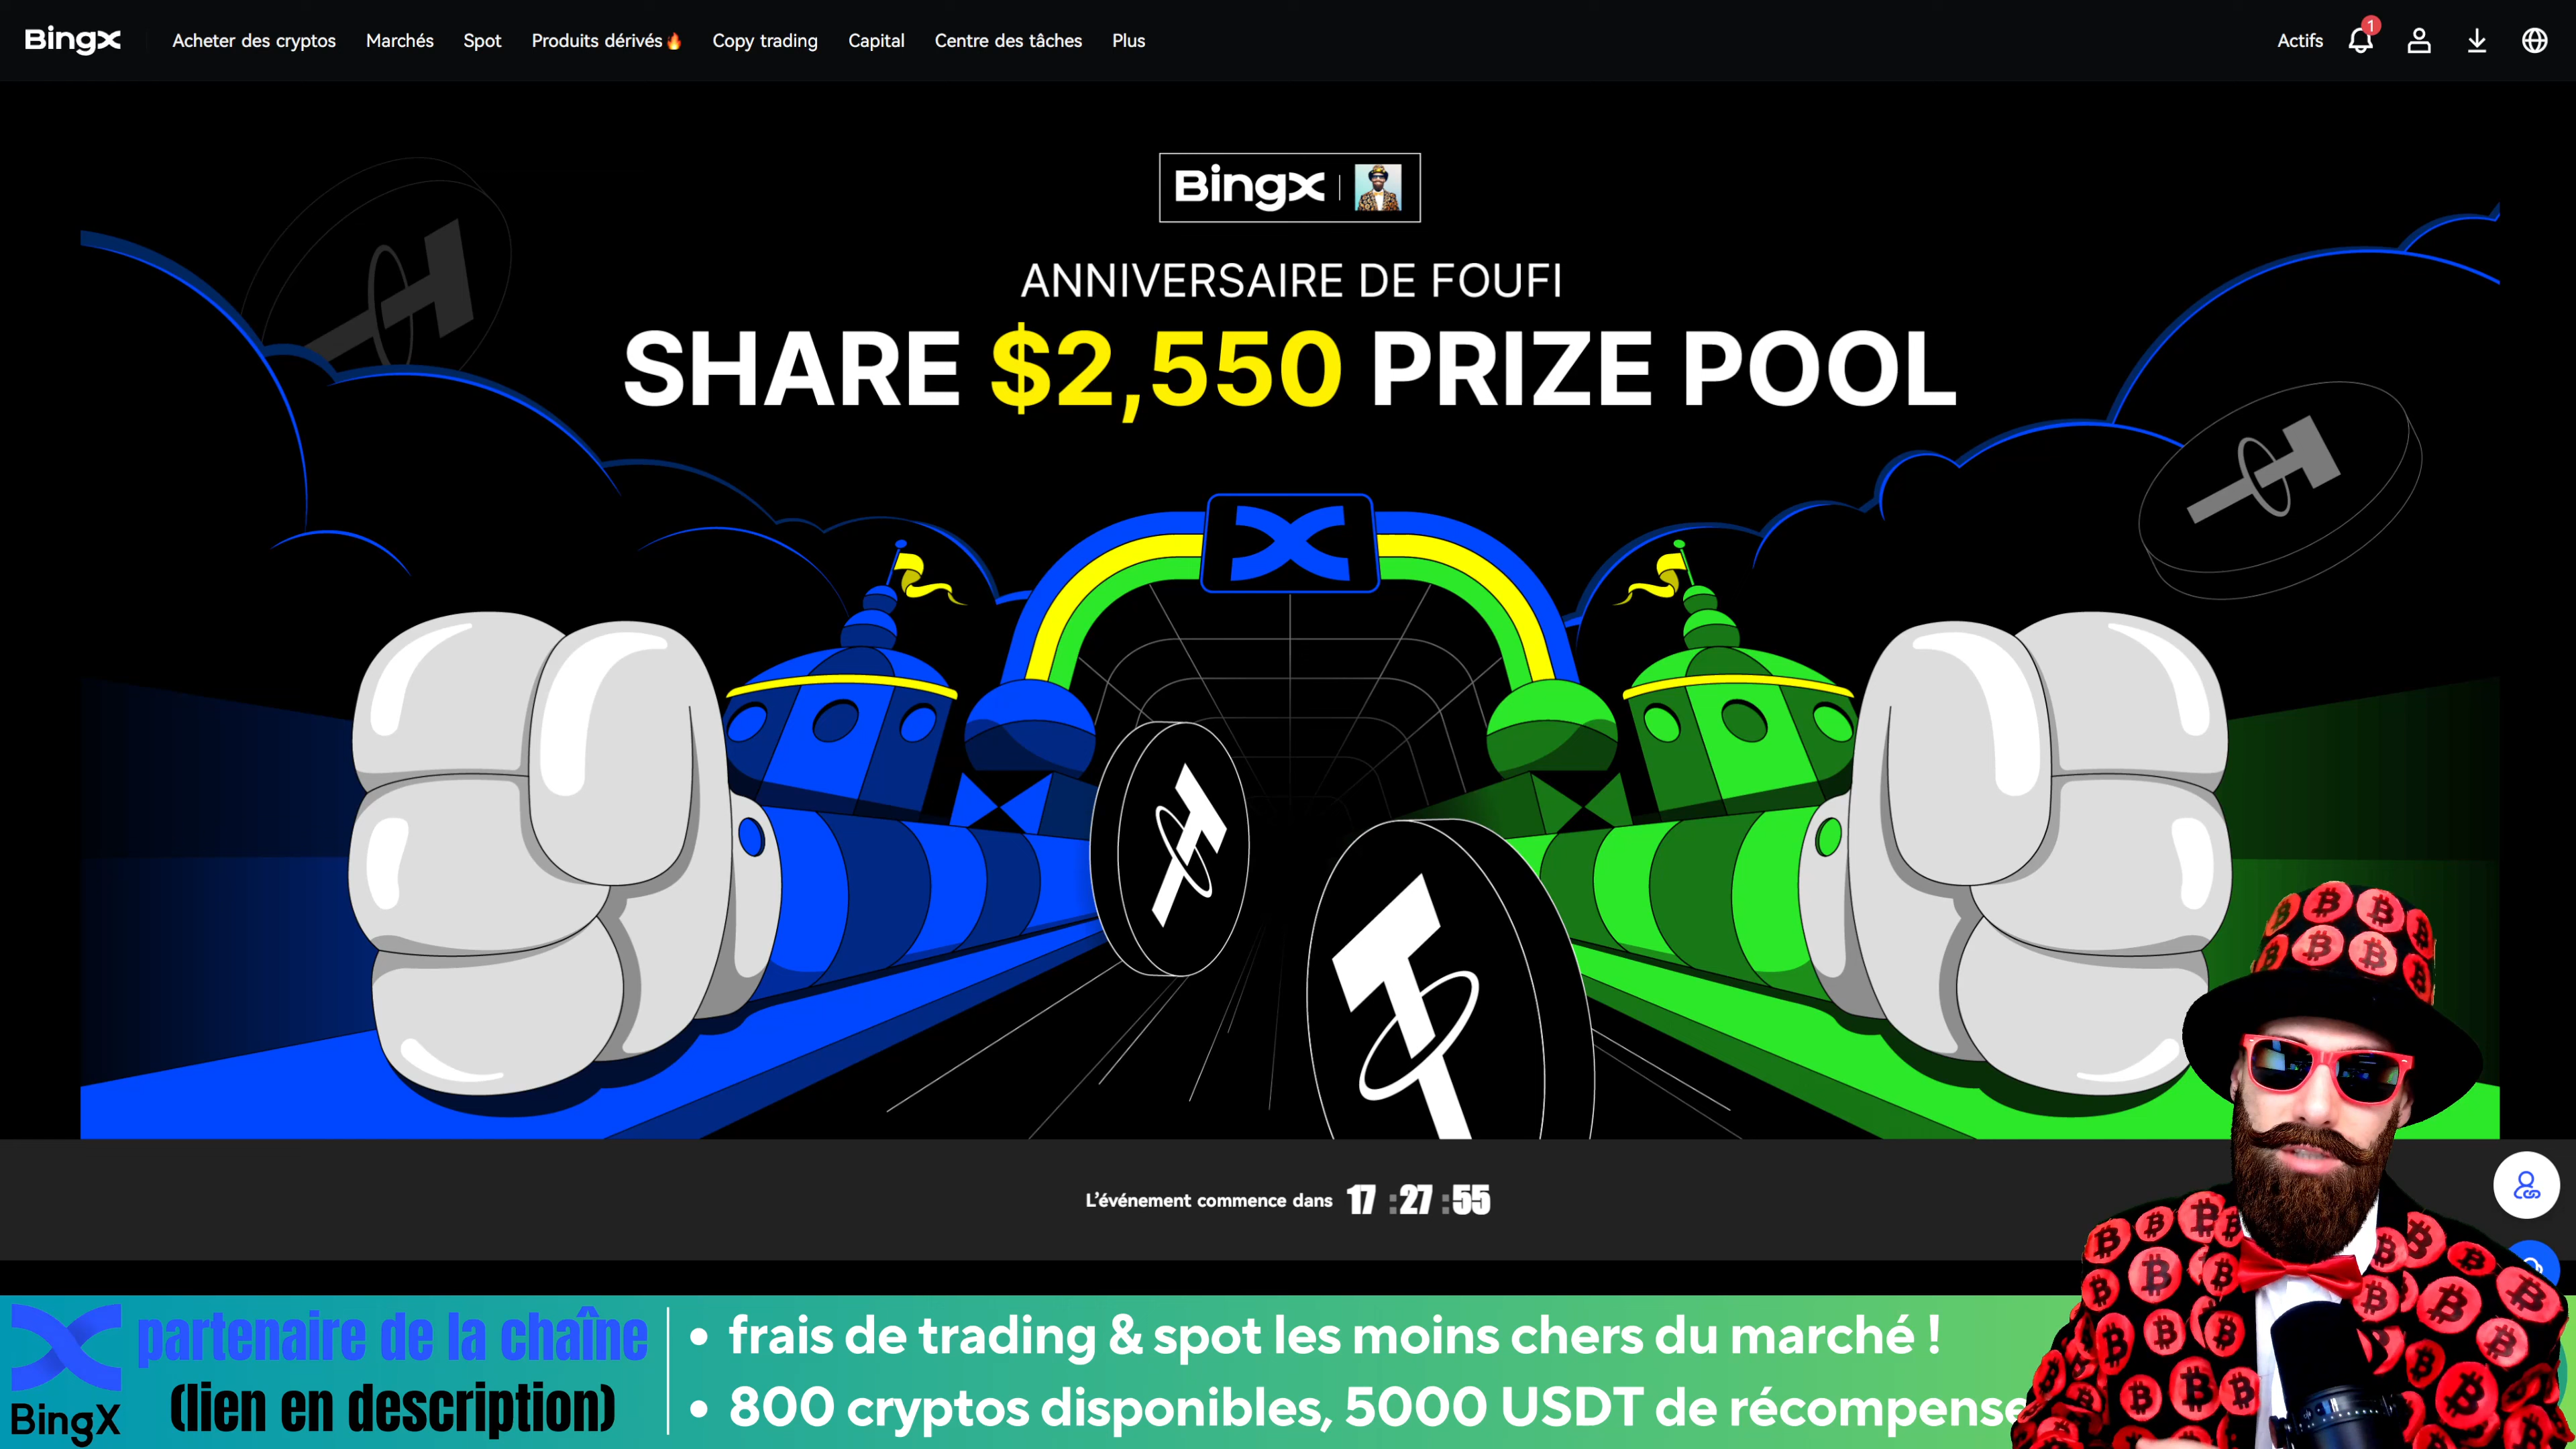 BingX Acheter des cryptos Marchés Spot Produits dérivés🔥 Copy trading Capital Centre des tâches Plus Actifs 1
BingX
ANNIVERSAIRE DE FOUFI
SHARE $2,550 PRIZE POOL
L'événement commence dans 17 :27 :55
partenaire de la chaîne
(lien en description)
BingX
• frais de trading & spot les moins chers du marché !
• 800 cryptos disponibles, 5000 USDT de récompense